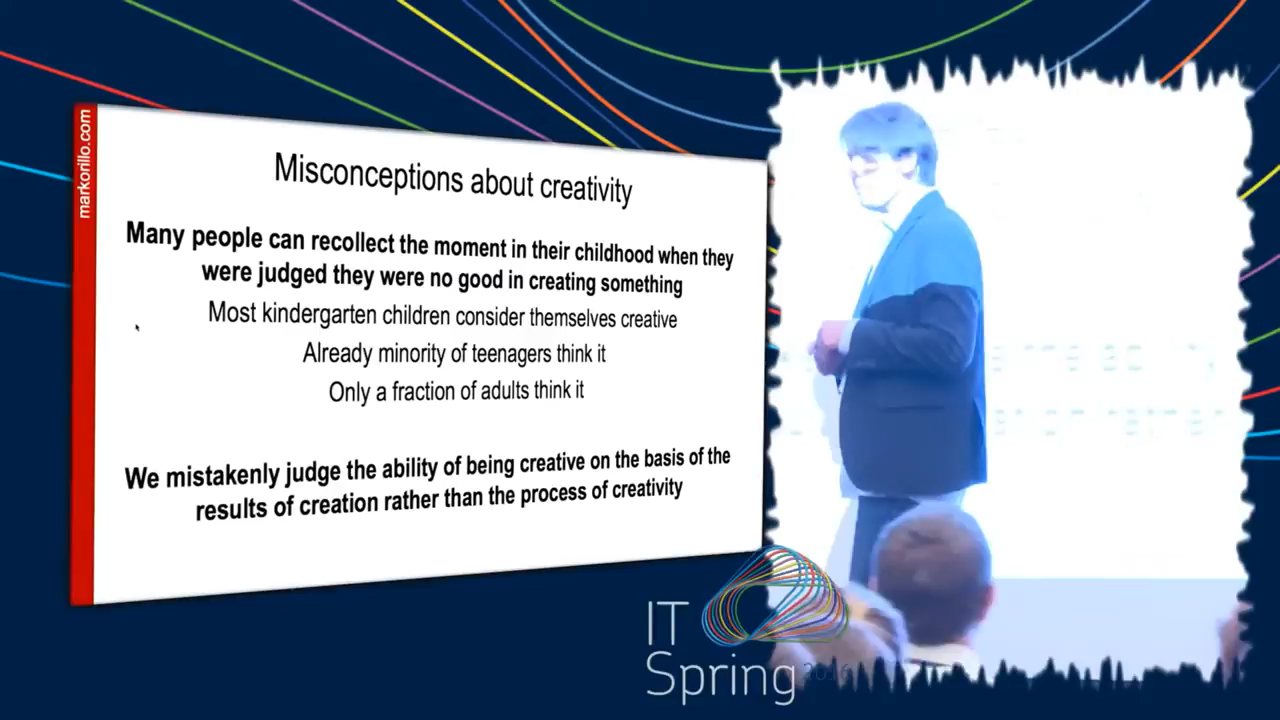 markorillo.com
Misconceptions about creativity
Many people can recollect the moment in their childhood when they
were judged they were no good in creating something
Most kindergarten children consider themselves creative
Already minority of teenagers think it
Only a fraction of adults think it
We mistakenly judge the ability of being creative on the basis of the
results of creation rather than the process of creativity
IT
Spring 2016